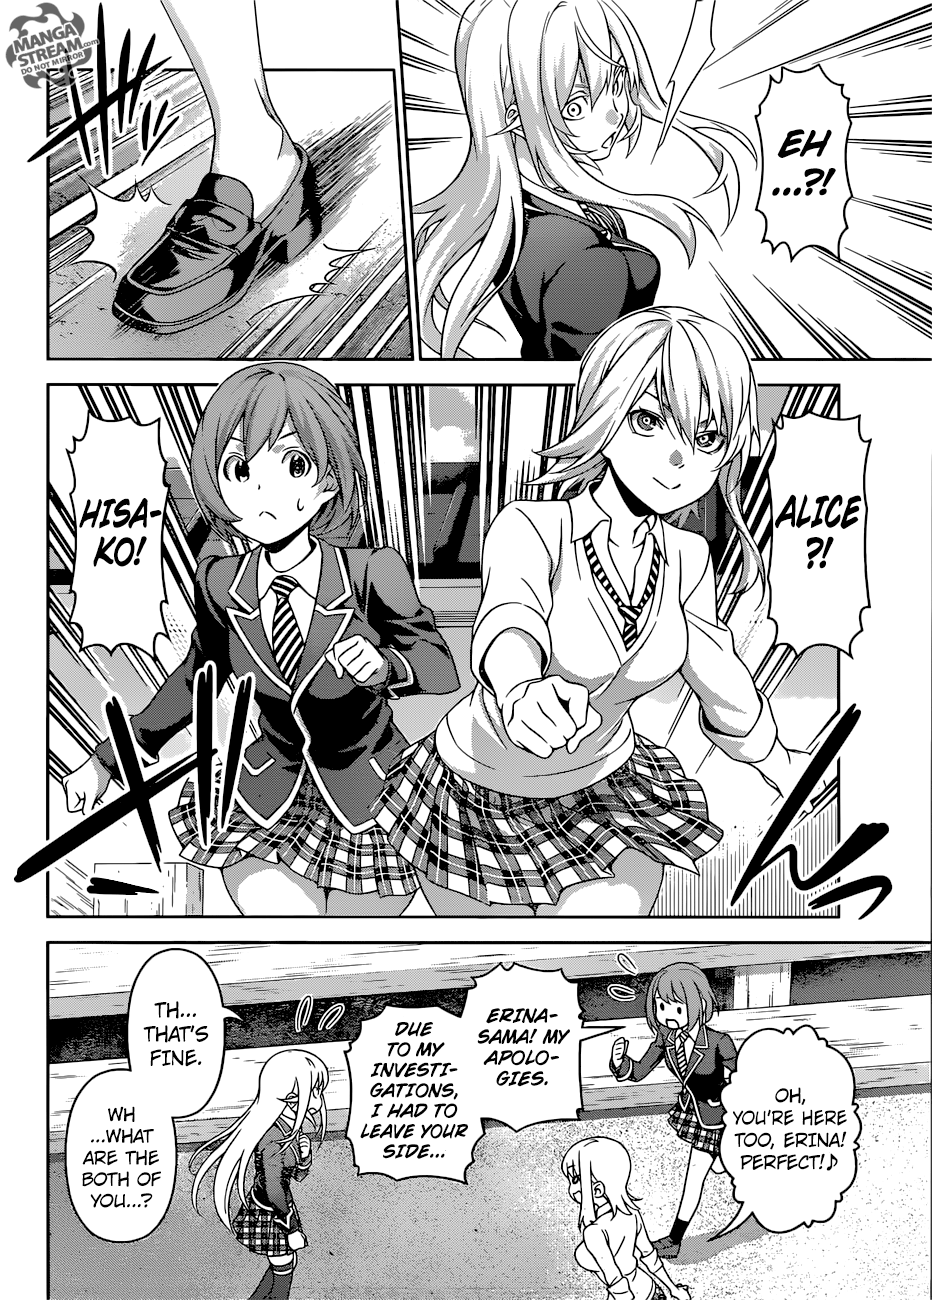 MANGA
STREAM.com
DO NOT MIRROR
EH
...?!
ALICE
?!
HISA-
KO!
OH,
YOU'RE HERE
TOO, ERINA!
PERFECT!♪
ERINA-
SAMA! MY
APOLO-
GIES.
DUE
TO MY
INVESTI-
GATIONS,
I HAD TO
LEAVE YOUR
SIDE...
TH...
THAT'S
FINE.
WH
...WHAT
ARE THE
BOTH OF
YOU...?